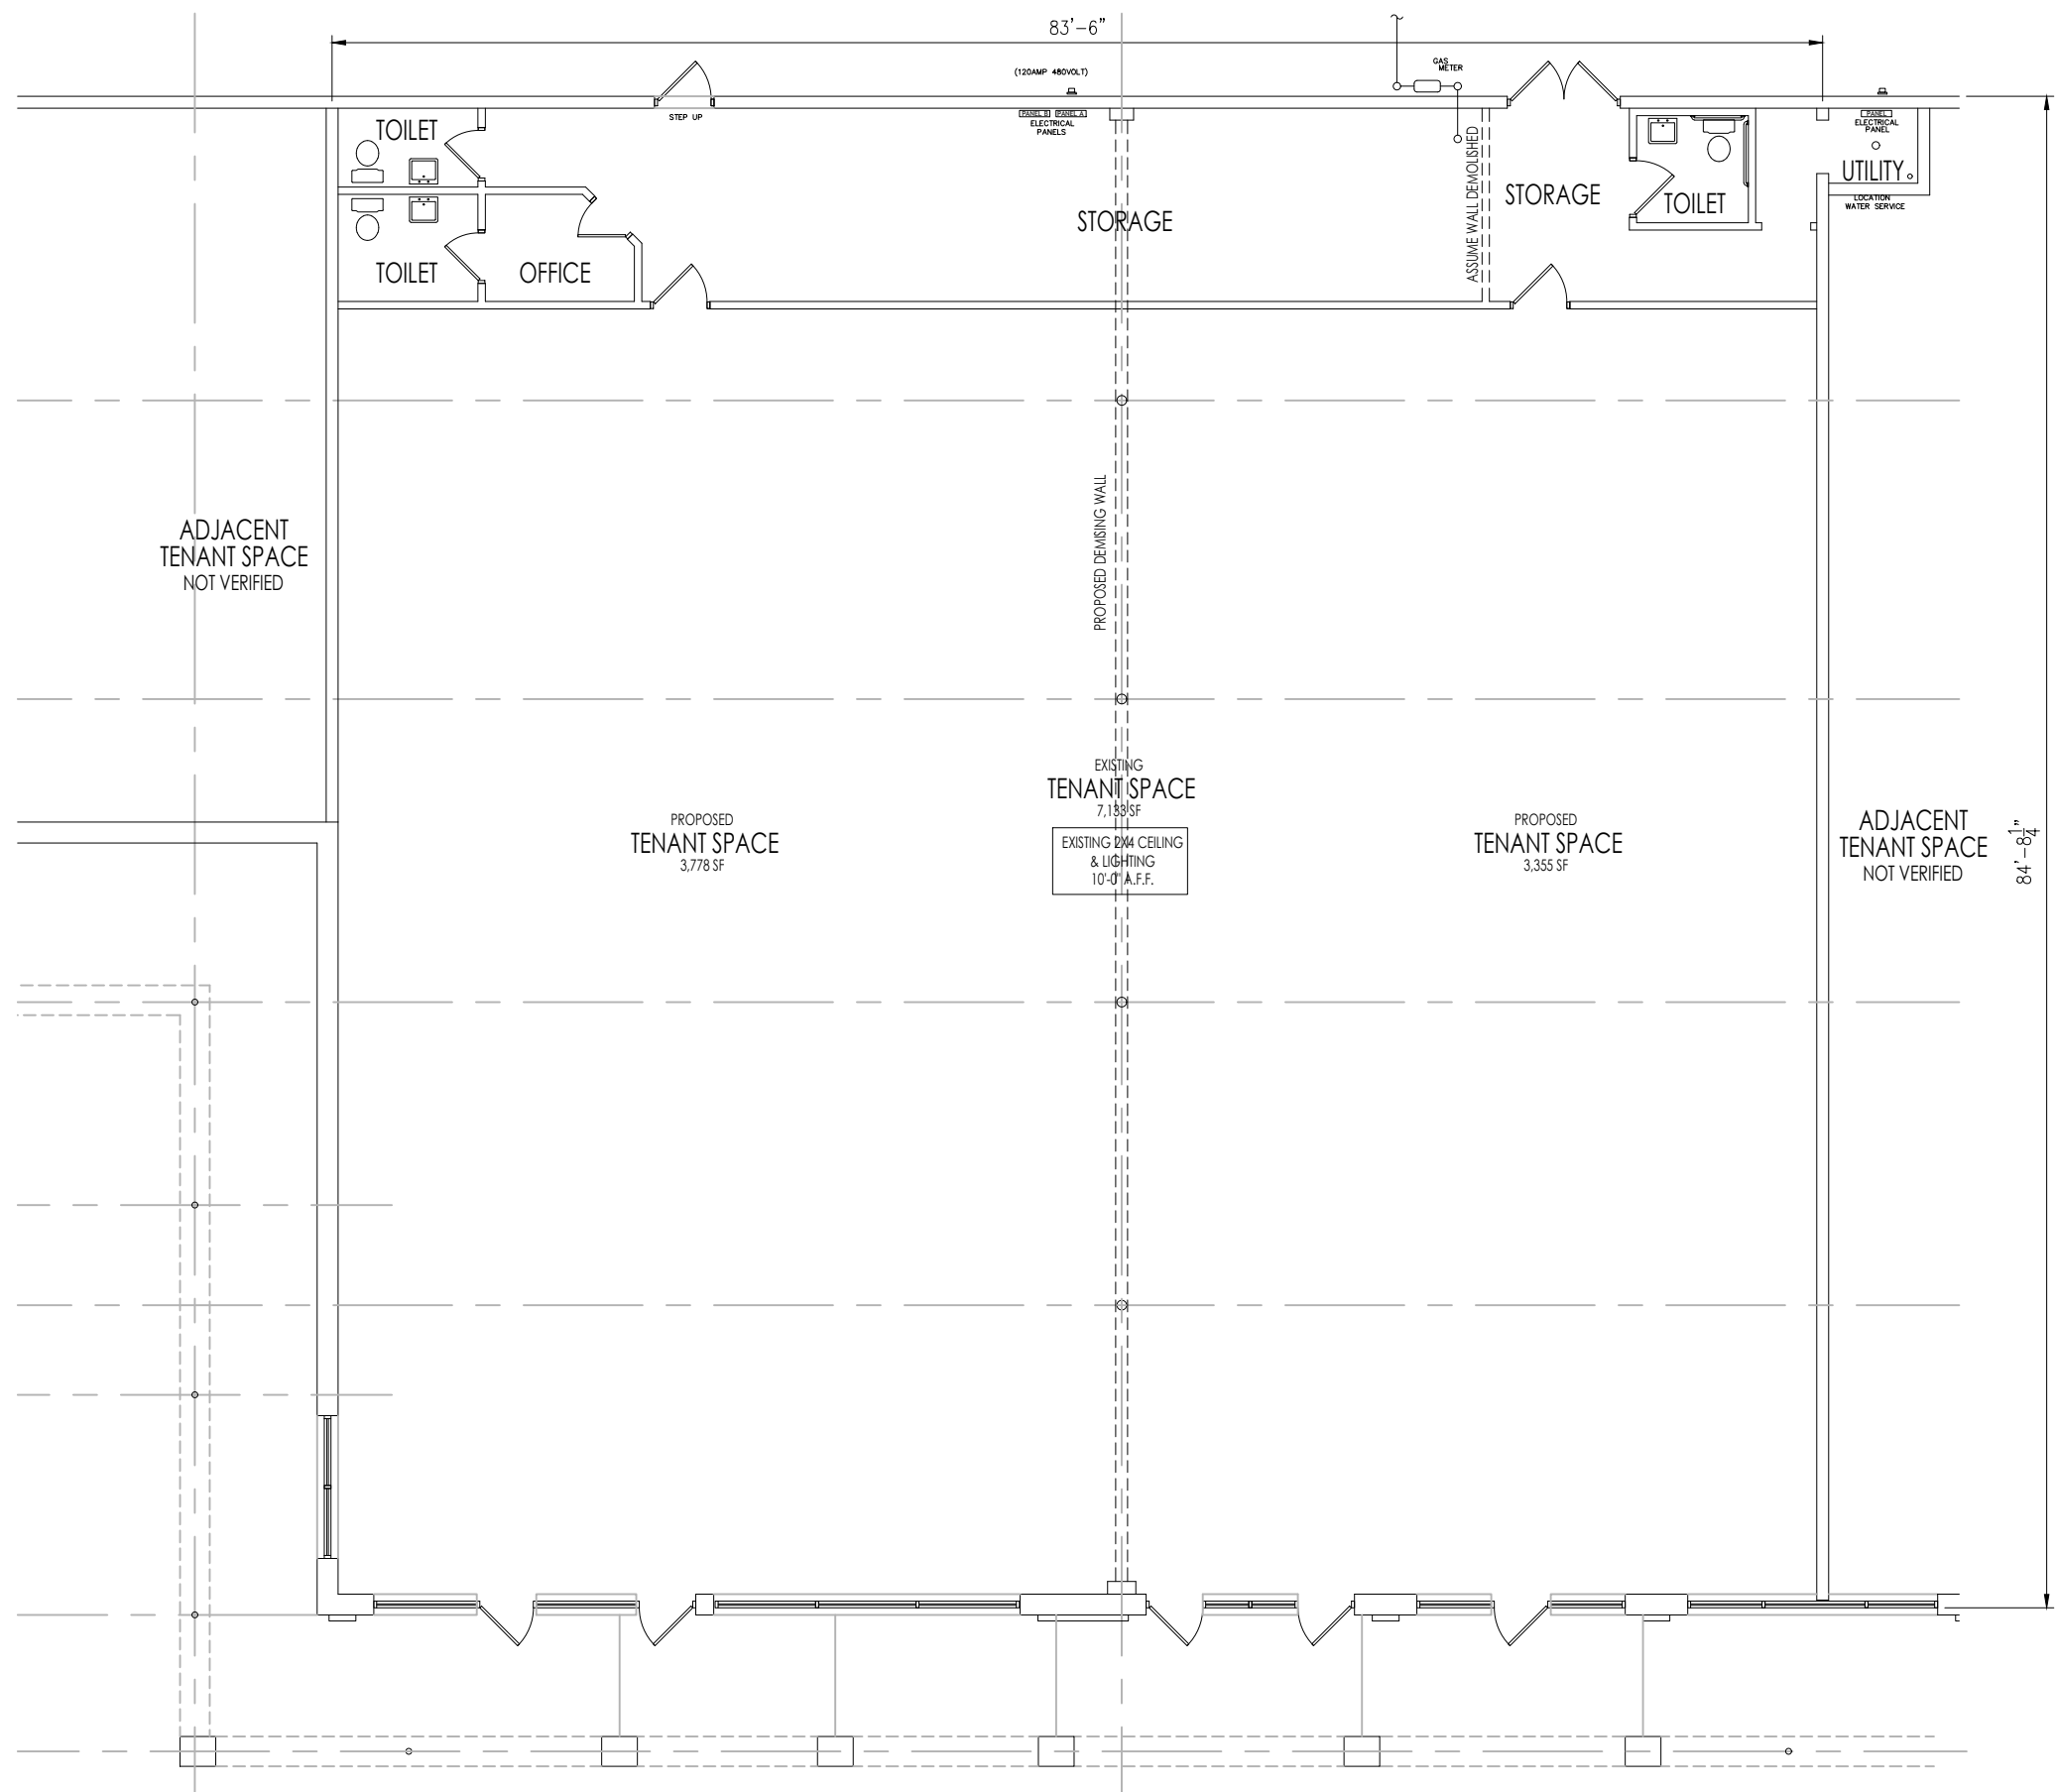 83'-6"
(120AMP 480VOLT)
GAS
METER
STEP UP
PANEL B PANEL A
ELECTRICAL
PANELS
PANEL
ELECTRICAL
PANEL
TOILET
ASSUME WALL DEMOLISHED
STORAGE
STORAGE
TOILET
UTILITY
LOCATION
WATER SERVICE
TOILET
OFFICE
ADJACENT
TENANT SPACE
NOT VERIFIED
PROPOSED DEMISING WALL
EXISTING
TENANT SPACE
7,133 SF
EXISTING 2X4 CEILING
& LIGHTING
10'-0" A.F.F.
PROPOSED
TENANT SPACE
3,778 SF
PROPOSED
TENANT SPACE
3,355 SF
ADJACENT
TENANT SPACE
NOT VERIFIED
84'-8 1/4"